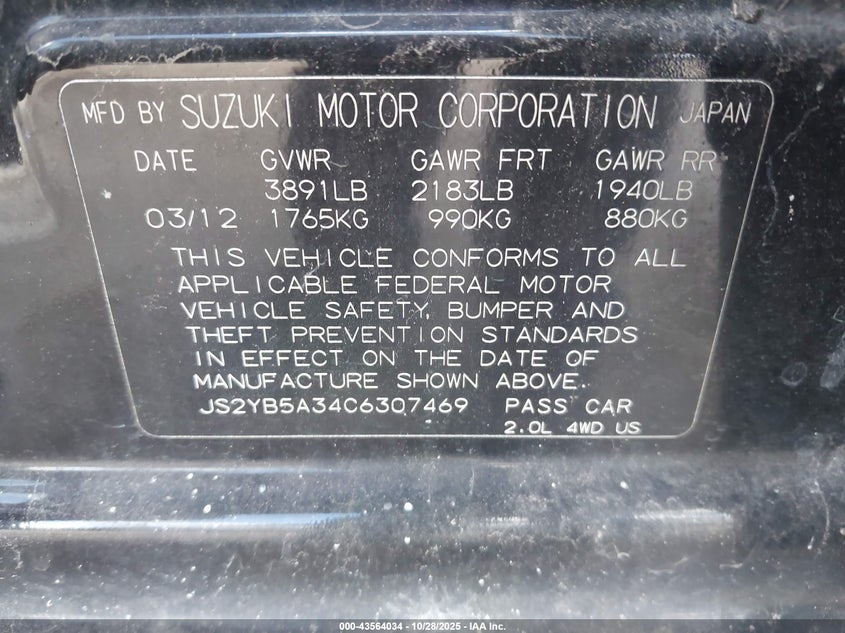 MFD BY SUZUKI MOTOR CORPORATION JAPAN
DATE GVWR GAWR FRT GAWR RR
3891LB 2183LB 1940LB
03/12 1765KG 990KG 880KG
THIS VEHICLE CONFORMS TO ALL
APPLICABLE FEDERAL MOTOR
VEHICLE SAFETY, BUMPER AND
THEFT PREVENTION STANDARDS
IN EFFECT ON THE DATE OF
MANUFACTURE SHOWN ABOVE.
JS2YB5A34C6307469 PASS CAR
2.0L 4WD US
000-43564034 | 10/28/2025 - IAA Inc.